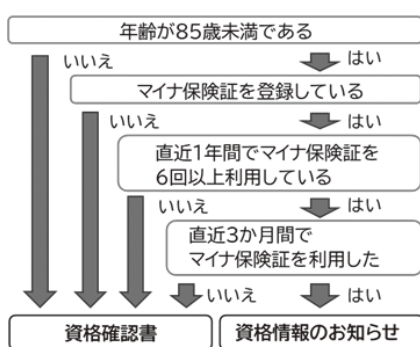 年齢が85歳未満である
いいえ
はい
マイナ保険証を登録している
いいえ
はい
直近1年間でマイナ保険証を
6回以上利用している
いいえ
はい
直近3か月間で
マイナ保険証を利用した
いいえ
はい
資格確認書
資格情報のお知らせ